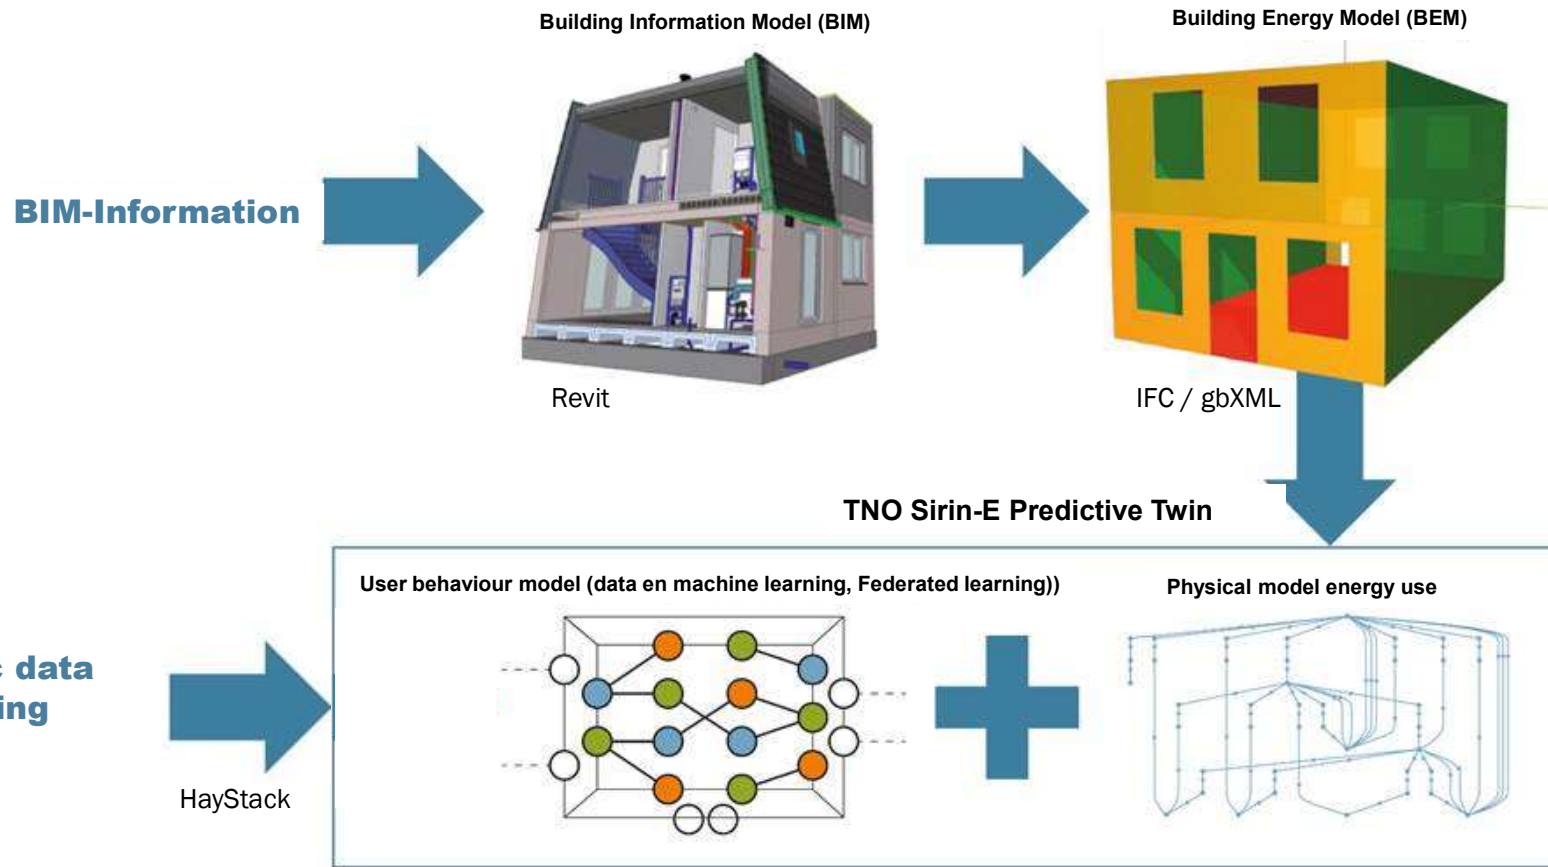 Building Information Model (BIM)
Building Energy Model (BEM)
BIM-Information
Revit
IFC / gbXML
TNO Sirin-E Predictive Twin
User behaviour model (data en machine learning, Federated learning))
Physical model energy use
data
HayStack